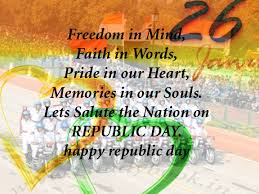 26
Freedom in Mind,
Faith in Words,
Pride in our Heart,
Memories in our Souls.
Lets Salute the Nation on
REPUBLIC DAY.
happy republic day